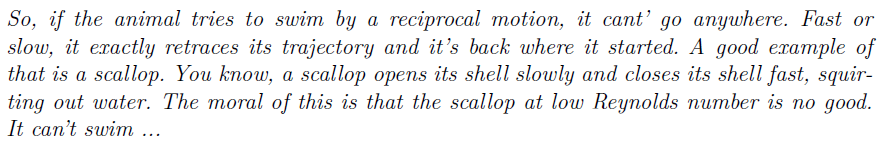 So, if the animal tries to swim by a reciprocal motion, it cant' go anywhere. Fast or
slow, it exactly retraces its trajectory and it's back where it started. A good example of
that is a scallop. You know, a scallop opens its shell slowly and closes its shell fast, squir-
ting out water. The moral of this is that the scallop at low Reynolds number is no good.
It can't swim ...